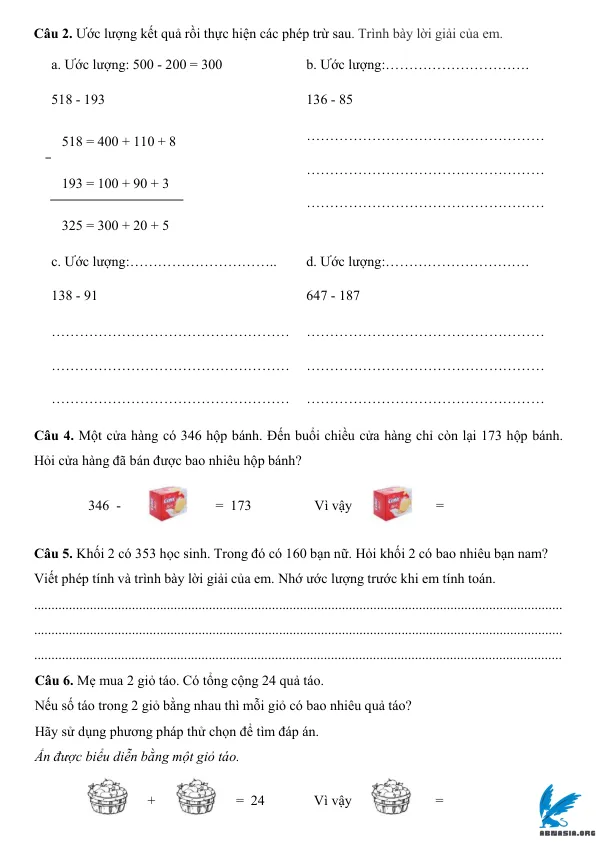 Câu 2. Ước lượng kết quả rồi thực hiện các phép trừ sau. Trình bày lời giải của em.
a. Ước lượng: 500 - 200 = 300
b. Ước lượng:………………………….
518 - 193
136 - 85
518 = 400 + 110 + 8
-
193 = 100 + 90 + 3
325 = 300 + 20 + 5
……………………………………………
……………………………………………
……………………………………………
c. Ước lượng:…………………………..
d. Ước lượng:………………………….
138 - 91
647 - 187
……………………………………………
……………………………………………
……………………………………………
……………………………………………
……………………………………………
……………………………………………
Câu 4. Một cửa hàng có 346 hộp bánh. Đến buổi chiều cửa hàng chỉ còn lại 173 hộp bánh.
Hỏi cửa hàng đã bán được bao nhiêu hộp bánh?
346 - = 173 Vì vậy =
Câu 5. Khối 2 có 353 học sinh. Trong đó có 160 bạn nữ. Hỏi khối 2 có bao nhiêu bạn nam?
Viết phép tính và trình bày lời giải của em. Nhớ ước lượng trước khi em tính toán.
..........................................................................................................................................................
..........................................................................................................................................................
..........................................................................................................................................................
Câu 6. Mẹ mua 2 giỏ táo. Có tổng cộng 24 quả táo.
Nếu số táo trong 2 giỏ bằng nhau thì mỗi giỏ có bao nhiêu quả táo?
Hãy sử dụng phương pháp thử chọn để tìm đáp án.
Ẩn được biểu diễn bằng một giỏ táo.
+ = 24 Vì vậy =
ABNASIA.ORG